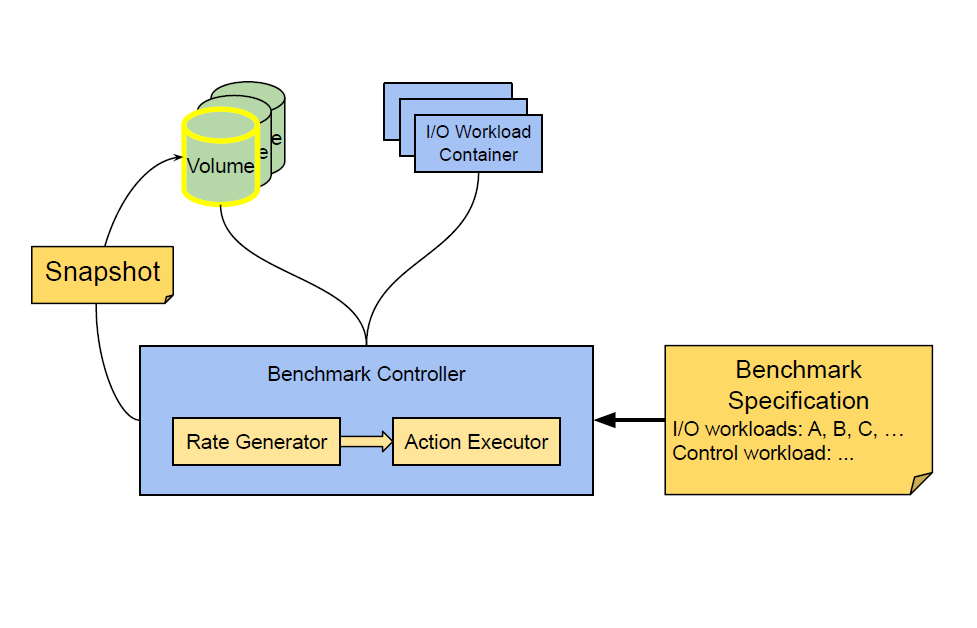 Volume
e
e
I/O Workload
Container
Snapshot
Benchmark Controller
Rate Generator
Action Executor
Benchmark
Specification
I/O workloads: A, B, C, …
Control workload: ...